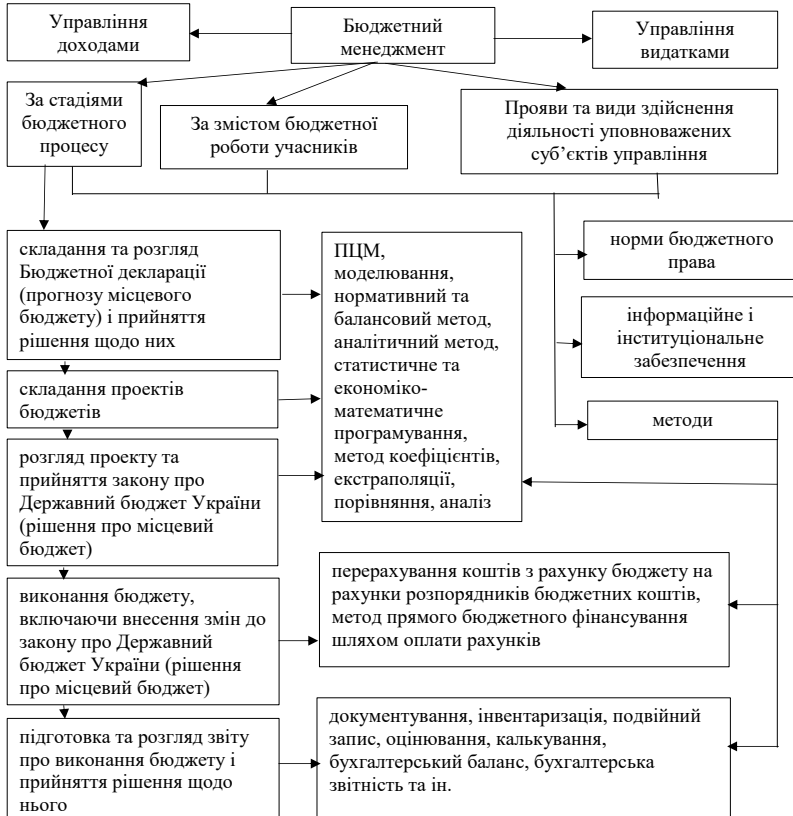 Управління
доходами
Бюджетний
менеджмент
Управління
видатками
За стадіями
бюджетного
процесу
За змістом бюджетної
роботи учасників
Прояви та види здійснення
діяльності уповноважених
суб’єктів управління
складання та розгляд
Бюджетної декларації
(прогнозу місцевого
бюджету) і прийняття
рішення щодо них
складання проектів
бюджетів
розгляд проекту та
прийняття закону про
Державний бюджет України
(рішення про місцевий
бюджет)
виконання бюджету,
включаючи внесення змін до
закону про Державний
бюджет України (рішення
про місцевий бюджет)
підготовка та розгляд звіту
про виконання бюджету і
прийняття рішення щодо
нього
ПЦМ,
моделювання,
нормативний та
балансовий метод,
аналітичний метод,
статистичне та
економіко-
математичне
програмування,
метод коефіцієнтів,
екстраполяції,
порівняння, аналіз
норми бюджетного
права
інформаційне і
інституціональне
забезпечення
методи
перерахування коштів з рахунку бюджету на
рахунки розпорядників бюджетних коштів,
метод прямого бюджетного фінансування
шляхом оплати рахунків
документування, інвентаризація, подвійний
запис, оцінювання, калькування,
бухгалтерський баланс, бухгалтерська
звітність та ін.